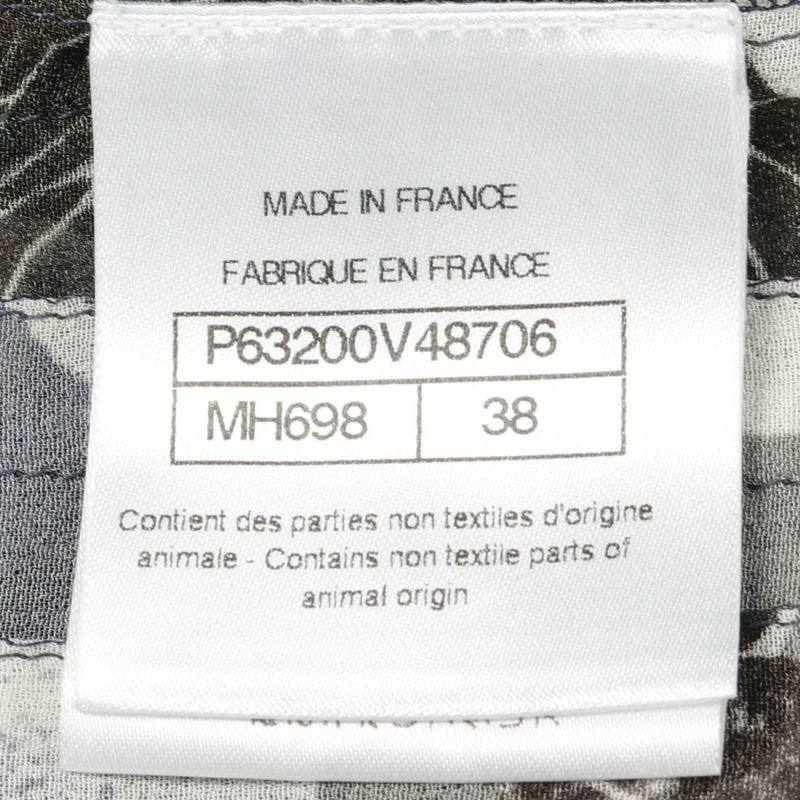 MADE IN FRANCE
FABRIQUE EN FRANCE
P63200V48706
MH698 38
Contient des parties non textiles d'origine
animale - Contains non textile parts of
animal origin